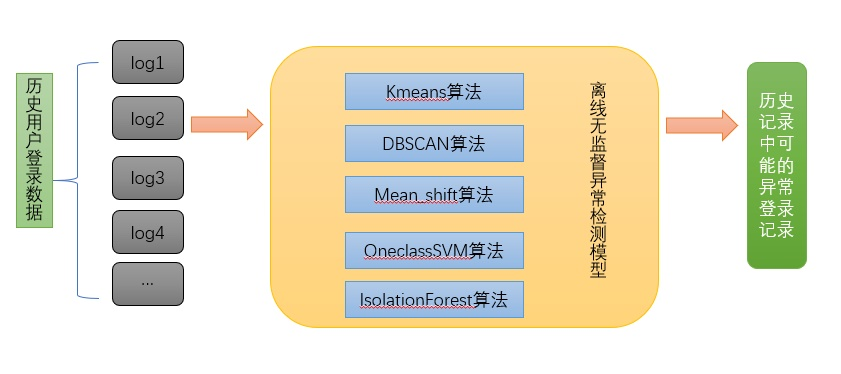 历史用户登录数据
log1
log2
log3
log4
...
Kmeans算法
DBSCAN算法
Mean_shift算法
OneclassSVM算法
IsolationForest算法
离线无监督异常检测模型
历史
记录
中可
能的
异常
登录
记录